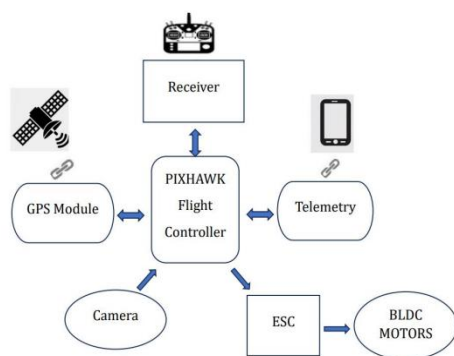 Receiver
PIXHAWK
Flight
Controller
GPS Module
Telemetry
Camera
ESC
BLDC
MOTORS